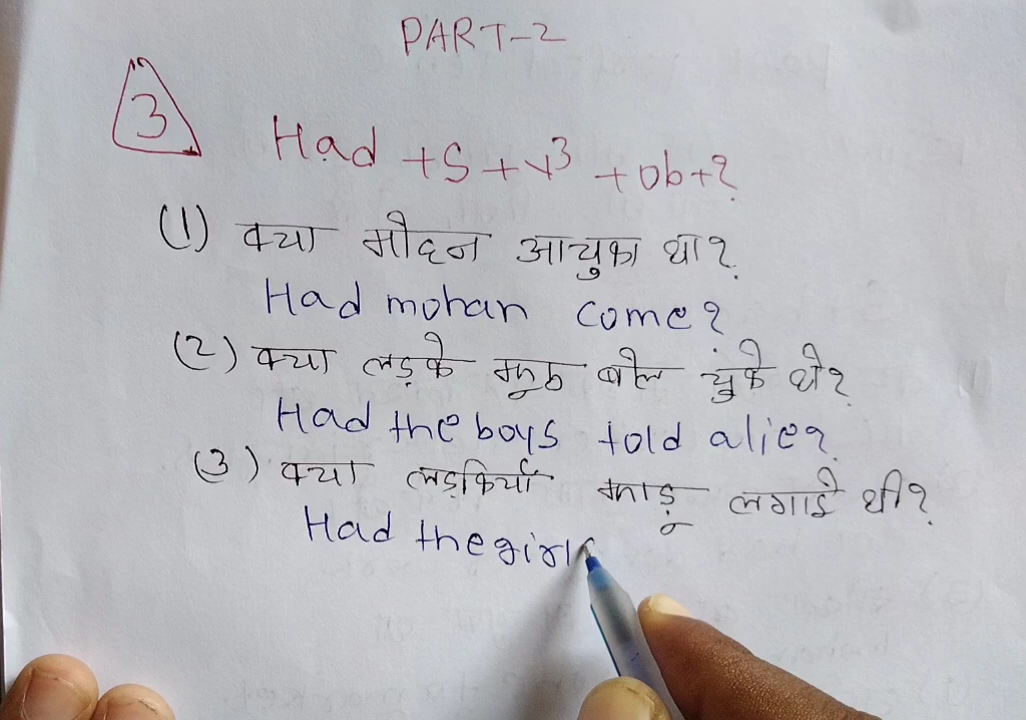 PART-2
3
Had + S + v3 + ob + ?
(1) क्या मोहन आ चुका था?
Had mohan come?
(2) क्या लड़के झूठ बोल चुके थे?
Had the boys told a lie?
(3) क्या लड़कियाँ झाड़ू लगाई थी?
Had the girls